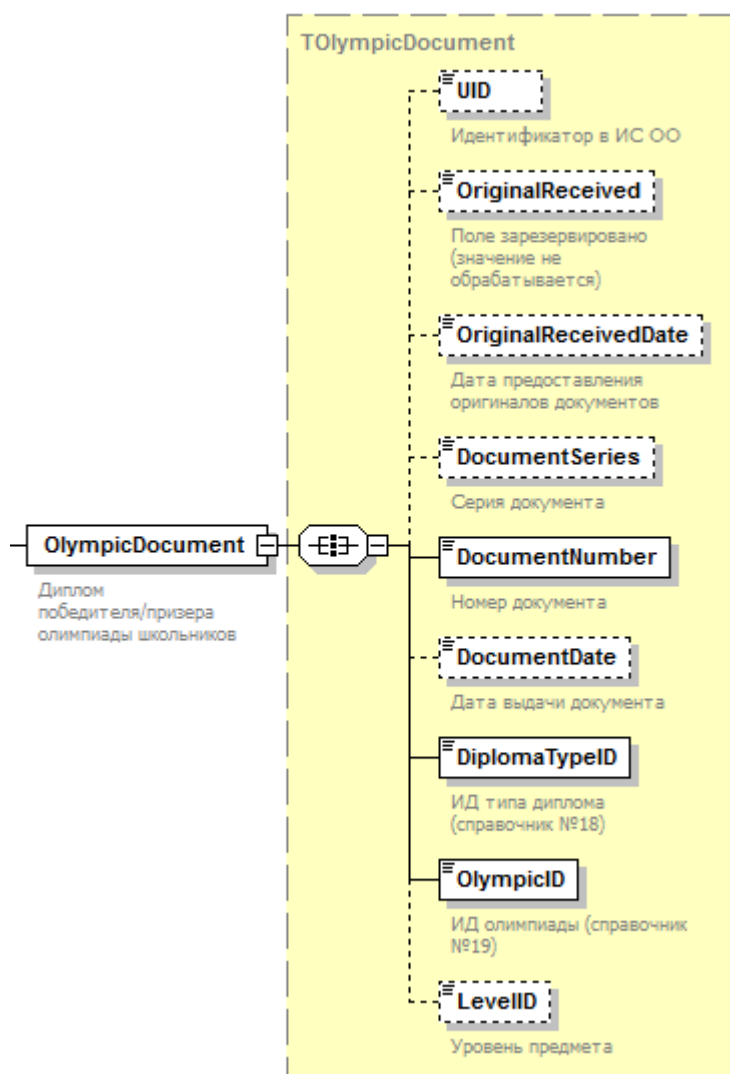 TOlympicDocument
UID
Идентификатор в ИС ОО
OriginalReceived
Поле зарезервировано
(значение не
обрабатывается)
OriginalReceivedDate
Дата предоставления
оригиналов документов
DocumentSeries
Серия документа
OlympicDocument
Диплом
победителя/призера
олимпиады школьников
DocumentNumber
Номер документа
DocumentDate
Дата выдачи документа
DiplomaTypeID
ИД типа диплома
(справочник №18)
OlympicID
ИД олимпиады (справочник
№19)
LevelID
Уровень предмета